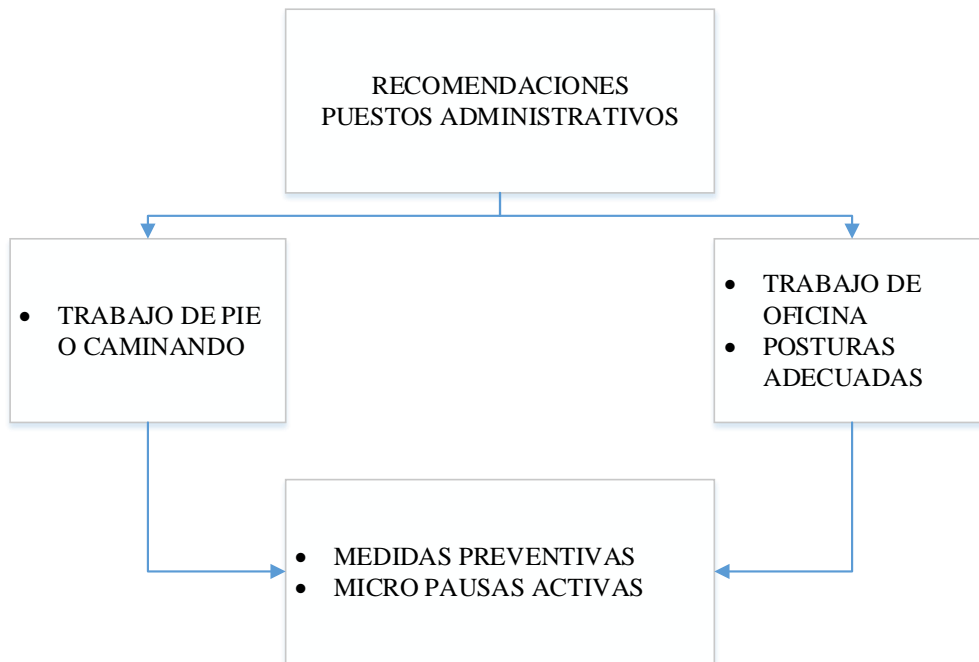 RECOMENDACIONES
PUESTOS ADMINISTRATIVOS
• TRABAJO DE PIE
O CAMINANDO
• TRABAJO DE
OFICINA
• POSTURAS
ADECUADAS
• MEDIDAS PREVENTIVAS
• MICRO PAUSAS ACTIVAS